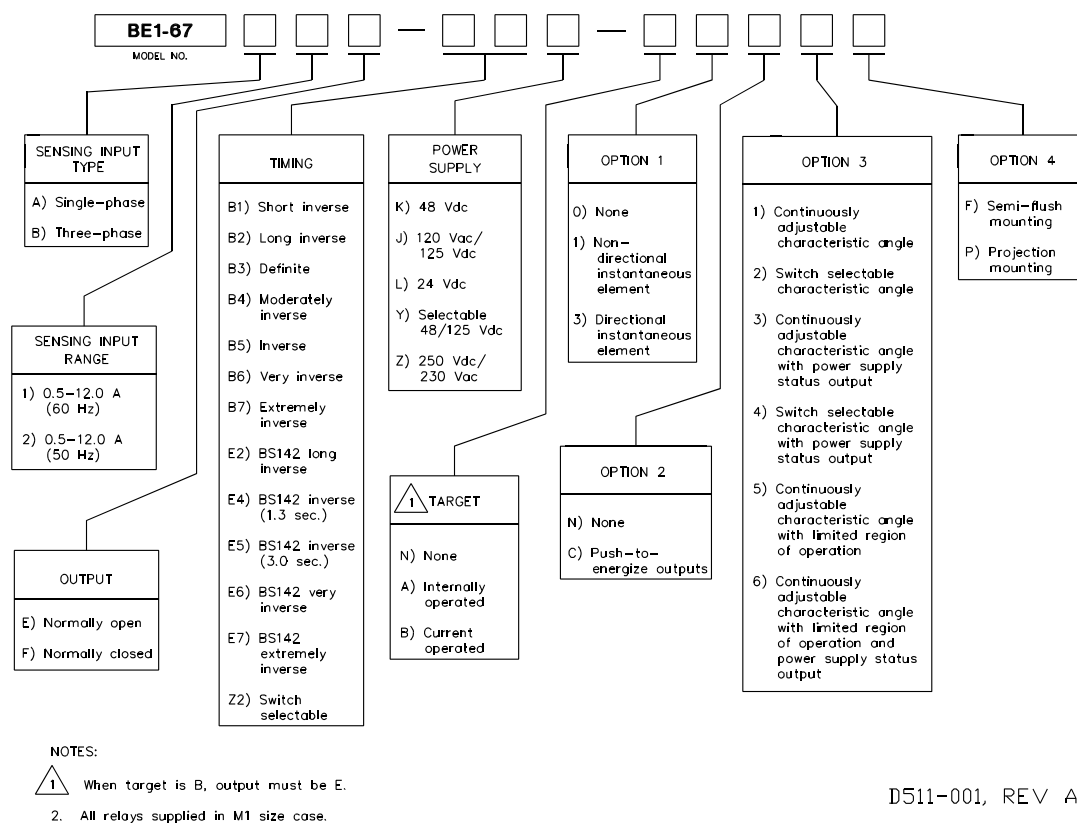 BE1-67
MODEL NO.
SENSING INPUT
TYPE
A) Single-phase
B) Three-phase
SENSING INPUT
RANGE
1) 0.5-12.0 A
(60 Hz)
2) 0.5-12.0 A
(50 Hz)
OUTPUT
E) Normally open
F) Normally closed
TIMING
B1) Short inverse
B2) Long inverse
B3) Definite
B4) Moderately
inverse
B5) Inverse
B6) Very inverse
B7) Extremely
inverse
E2) BS142 long
inverse
E4) BS142 inverse
(1.3 sec.)
E5) BS142 inverse
(3.0 sec.)
E6) BS142 very
inverse
E7) BS142
extremely
inverse
Z2) Switch
selectable
POWER
SUPPLY
K) 48 Vdc
J) 120 Vac/
125 Vdc
L) 24 Vdc
Y) Selectable
48/125 Vdc
Z) 250 Vdc/
230 Vac
1 TARGET
N) None
A) Internally
operated
B) Current
operated
OPTION 1
0) None
1) Non-
directional
instantaneous
element
3) Directional
instantaneous
element
OPTION 2
N) None
C) Push-to-
energize outputs
OPTION 3
1) Continuously
adjustable
characteristic angle
2) Switch selectable
characteristic angle
3) Continuously
adjustable
characteristic angle
with power supply
status output
4) Switch selectable
characteristic angle
with power supply
status output
5) Continuously
adjustable
characteristic angle
with limited region
of operation
6) Continuously
adjustable
characteristic angle
with limited region
of operation and
power supply status
output
OPTION 4
F) Semi-flush
mounting
P) Projection
mounting
NOTES:
1 When target is B, output must be E.
2. All relays supplied in M1 size case.
D511-001, REV A